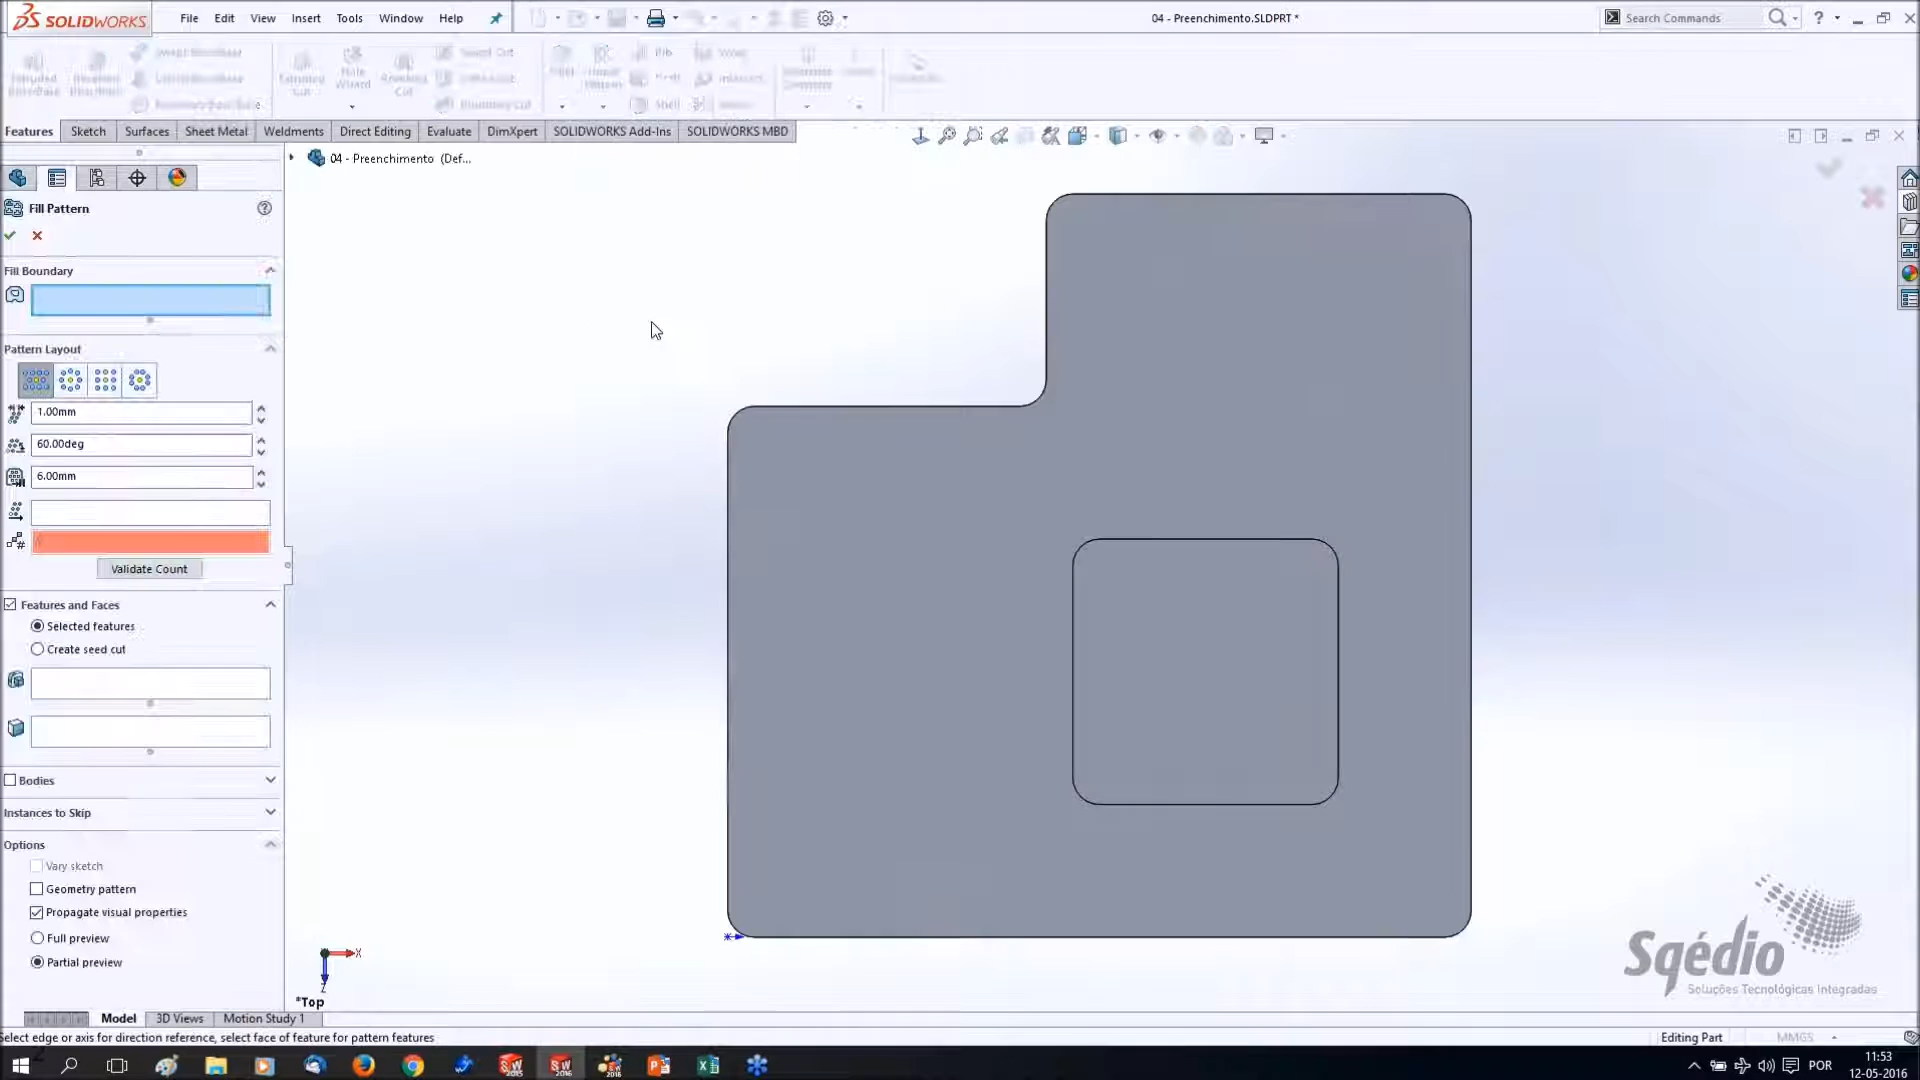 SOLIDWORKS
File Edit View Insert Tools Window Help
04 - Preenchimento.SLDPRT *
Search Commands
?
Rib
Shell
Features Sketch Surfaces Sheet Metal Weldments Direct Editing Evaluate DimXpert SOLIDWORKS Add-Ins SOLIDWORKS MBD
04 - Preenchimento (Def...
Fill Pattern
Fill Boundary
Pattern Layout
1.00mm
60.00deg
6.00mm
Validate Count
Features and Faces
Selected features
Create seed cut
Bodies
Instances to Skip
Options
Vary sketch
Geometry pattern
Propagate visual properties
Full preview
Partial preview
X
Z
*Top
Sqédio
Soluções Tecnológicas Integradas
Model 3D Views Motion Study 1
Select edge or axis for direction reference, select face of feature for pattern features
Editing Part
MMGS
POR
11:53
12-05-2016